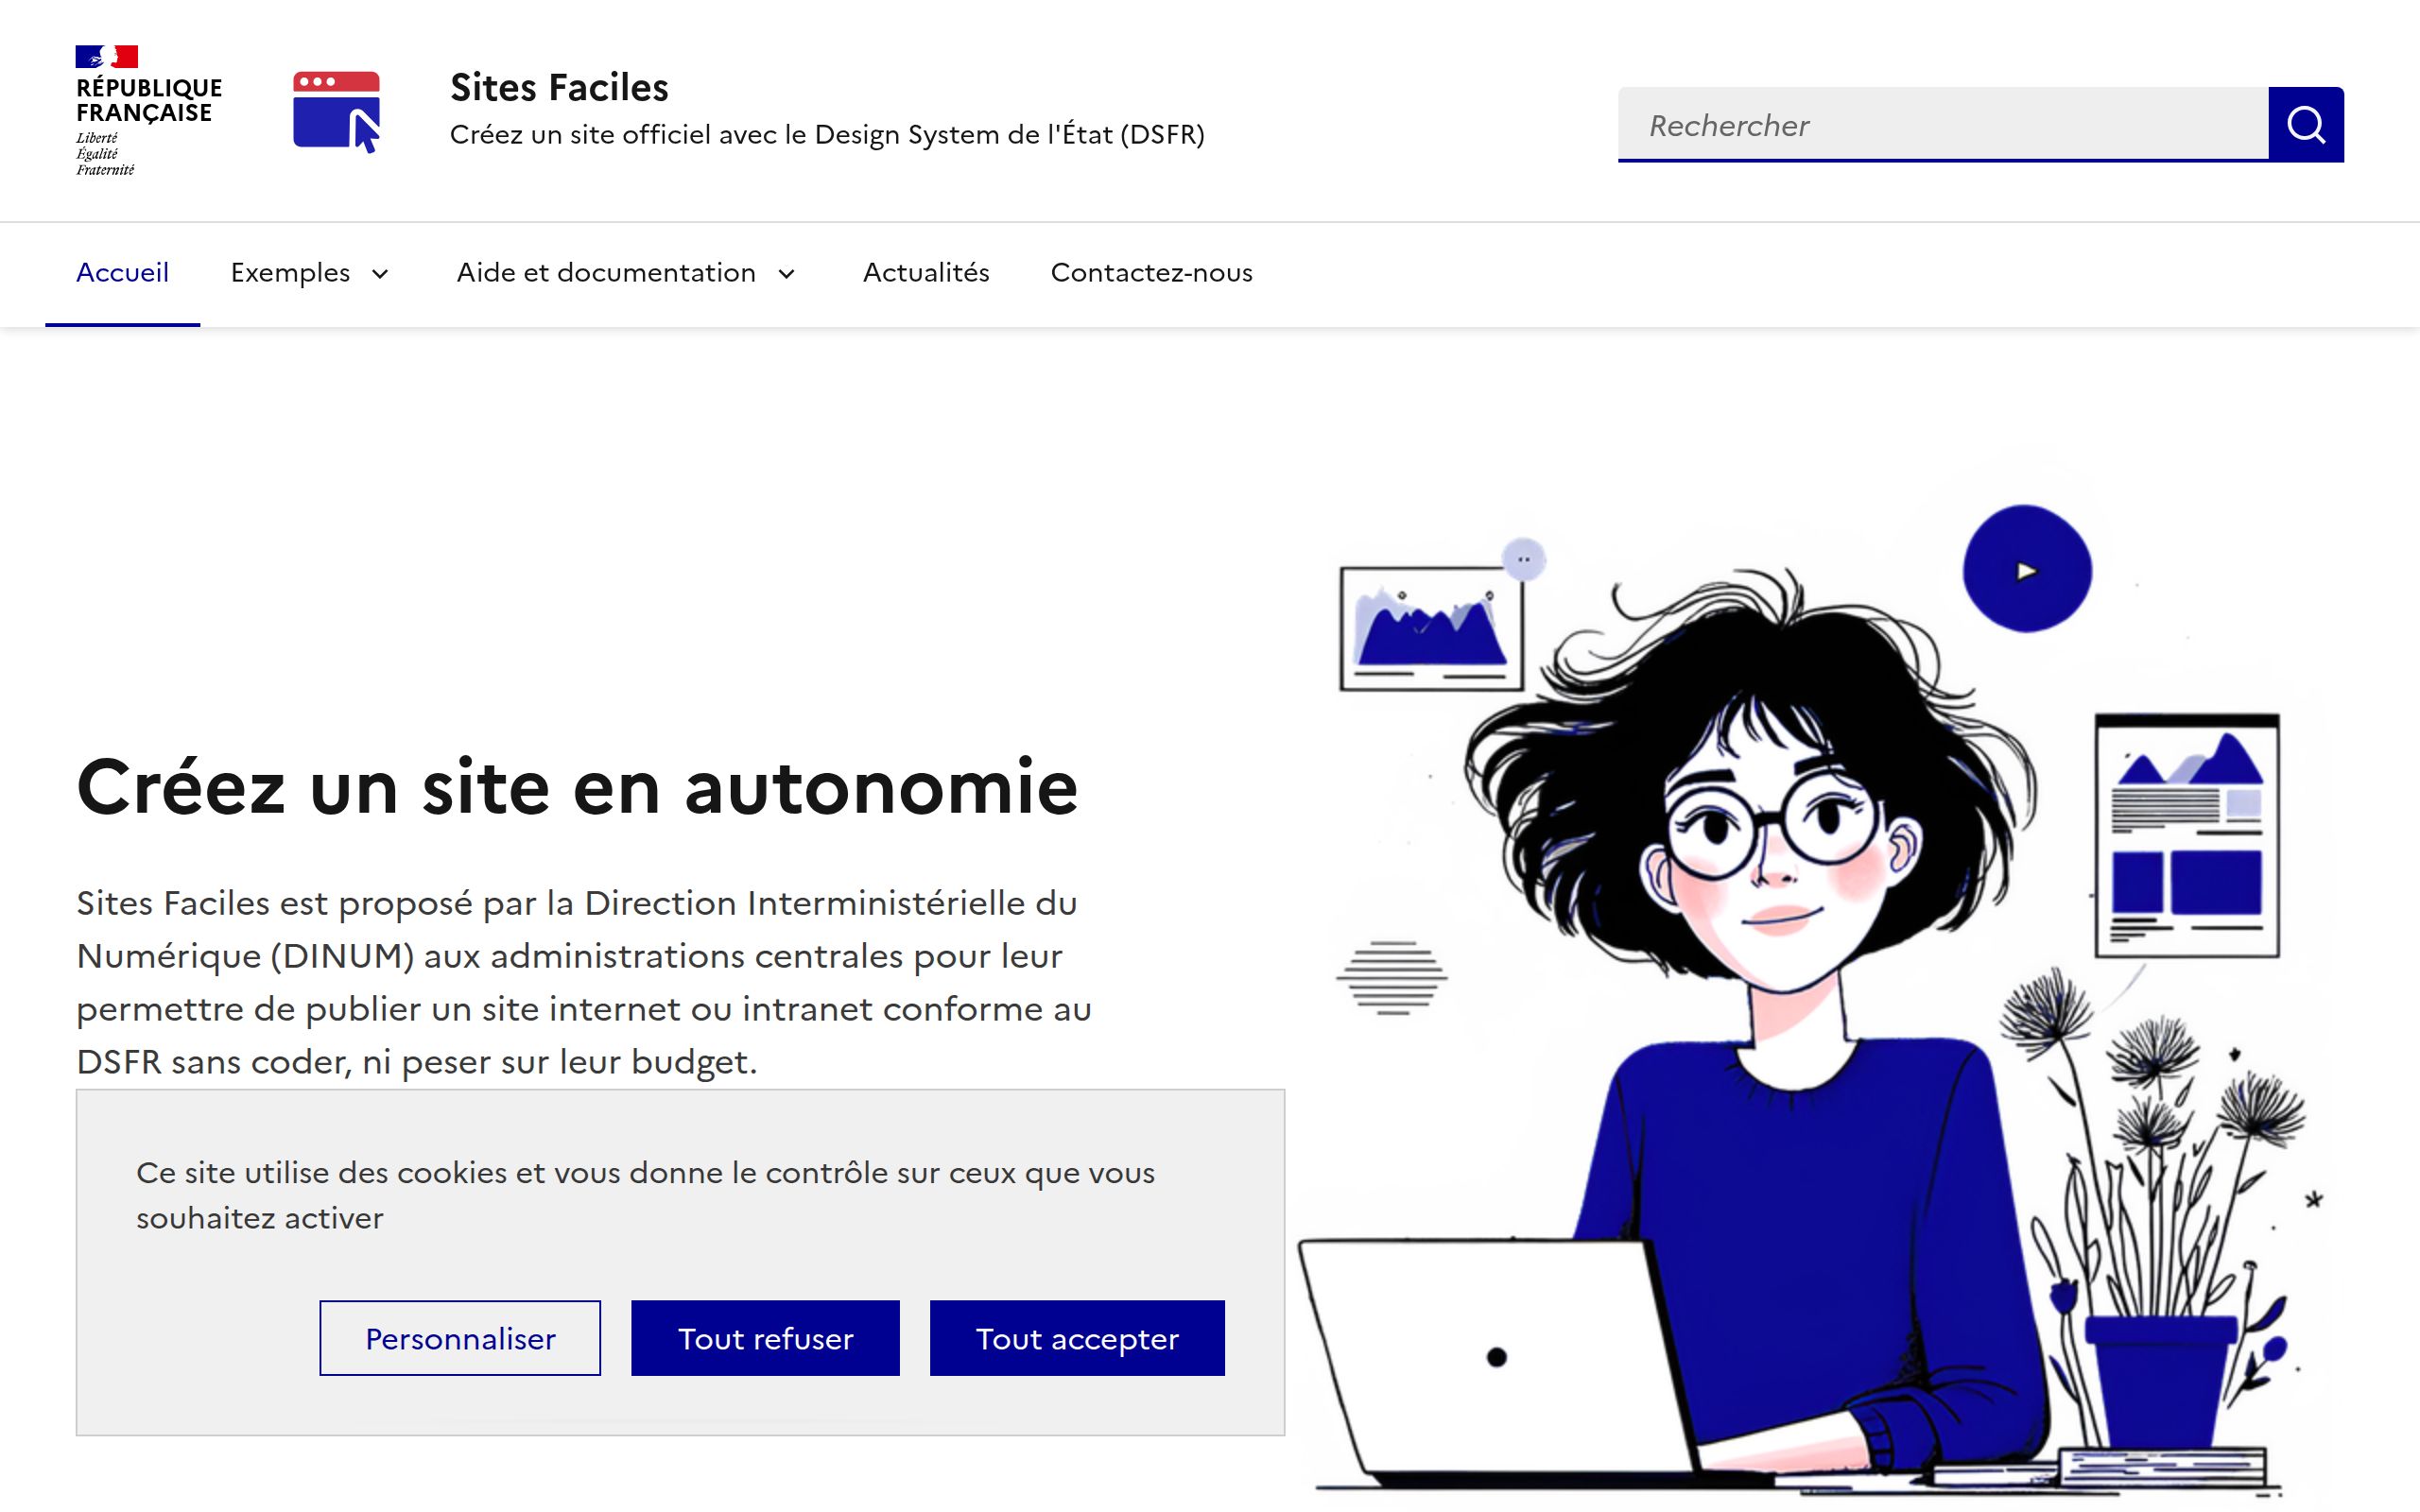 RÉPUBLIQUE
FRANÇAISE
Liberté
Égalité
Fraternité
Sites Faciles
Créez un site officiel avec le Design System de l'État (DSFR)
Rechercher
Accueil
Exemples
Aide et documentation
Actualités
Contactez-nous
Créez un site en autonomie
Sites Faciles est proposé par la Direction Interministérielle du
Numérique (DINUM) aux administrations centrales pour leur
permettre de publier un site internet ou intranet conforme au
DSFR sans coder, ni peser sur leur budget.
Ce site utilise des cookies et vous donne le contrôle sur ceux que vous
souhaitez activer
Personnaliser
Tout refuser
Tout accepter